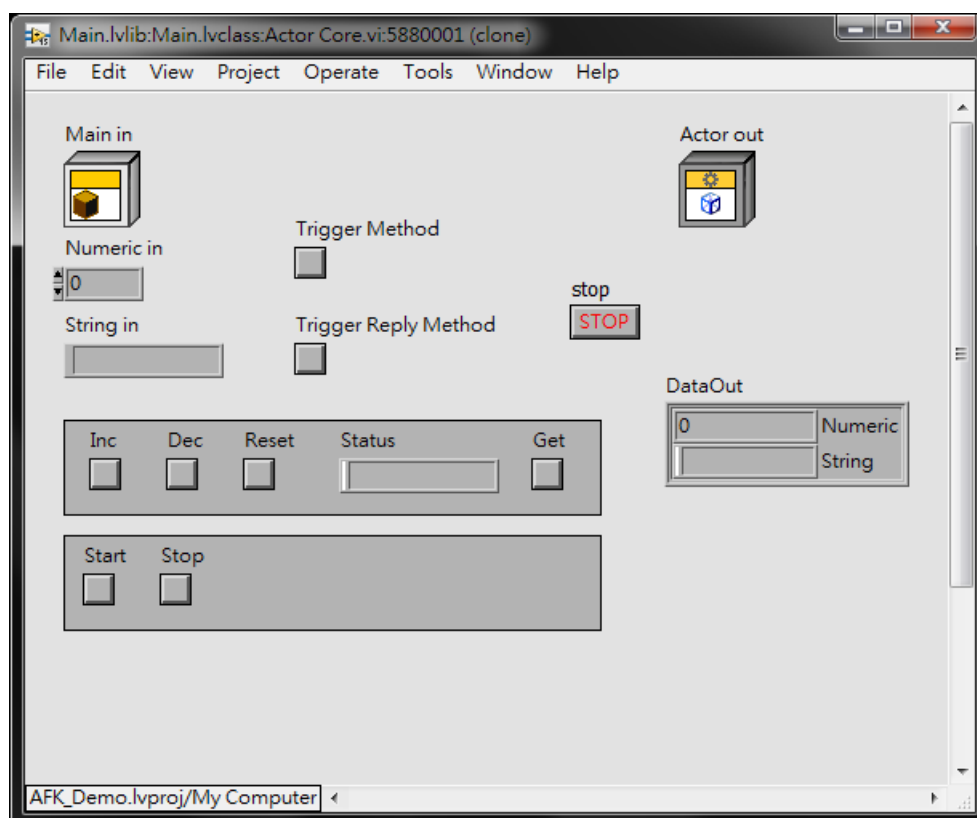 Main.lvlib:Main.lvclass:Actor Core.vi:5880001 (clone)
File Edit View Project Operate Tools Window Help
Main in
Actor out
Numeric in
0
Trigger Method
stop
STOP
String in
Trigger Reply Method
DataOut
0 Numeric
String
Inc Dec Reset Status Get
Start Stop
AFK_Demo.lvproj/My Computer